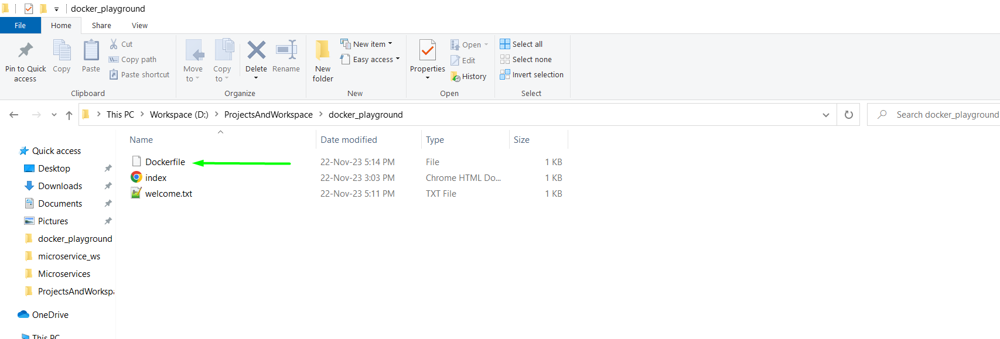 docker_playground
File Home Share View
Pin to Quick access
Copy
Paste
Cut
Copy path
Paste shortcut
Clipboard
Move to
Copy to
Delete
Rename
Organize
New folder
New item
Easy access
New
Properties
Open
Edit
History
Open
Select all
Select none
Invert selection
Select
This PC > Workspace (D:) > ProjectsAndWorkspace > docker_playground
Search docker_playground
Name Date modified Type Size
Dockerfile 22-Nov-23 5:14 PM File 1 KB
index 22-Nov-23 3:03 PM Chrome HTML Do... 1 KB
welcome.txt 22-Nov-23 5:11 PM TXT File 1 KB
Quick access
Desktop
Downloads
Documents
Pictures
docker_playground
microservice_ws
Microservices
ProjectsAndWorkspa
OneDrive
This PC